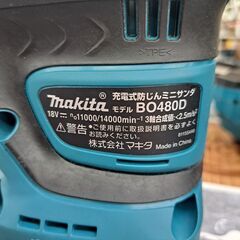 TYPE
makita 充電式防じんミニサンダ
モデル BO480D
18V⎓ n₀11000/14000min⁻¹ 3軸合成値:<2.5m/s²
⚠警告 ●ご使用前に取扱説明書をよくお読みください。
株式会社マキタ
Made in China